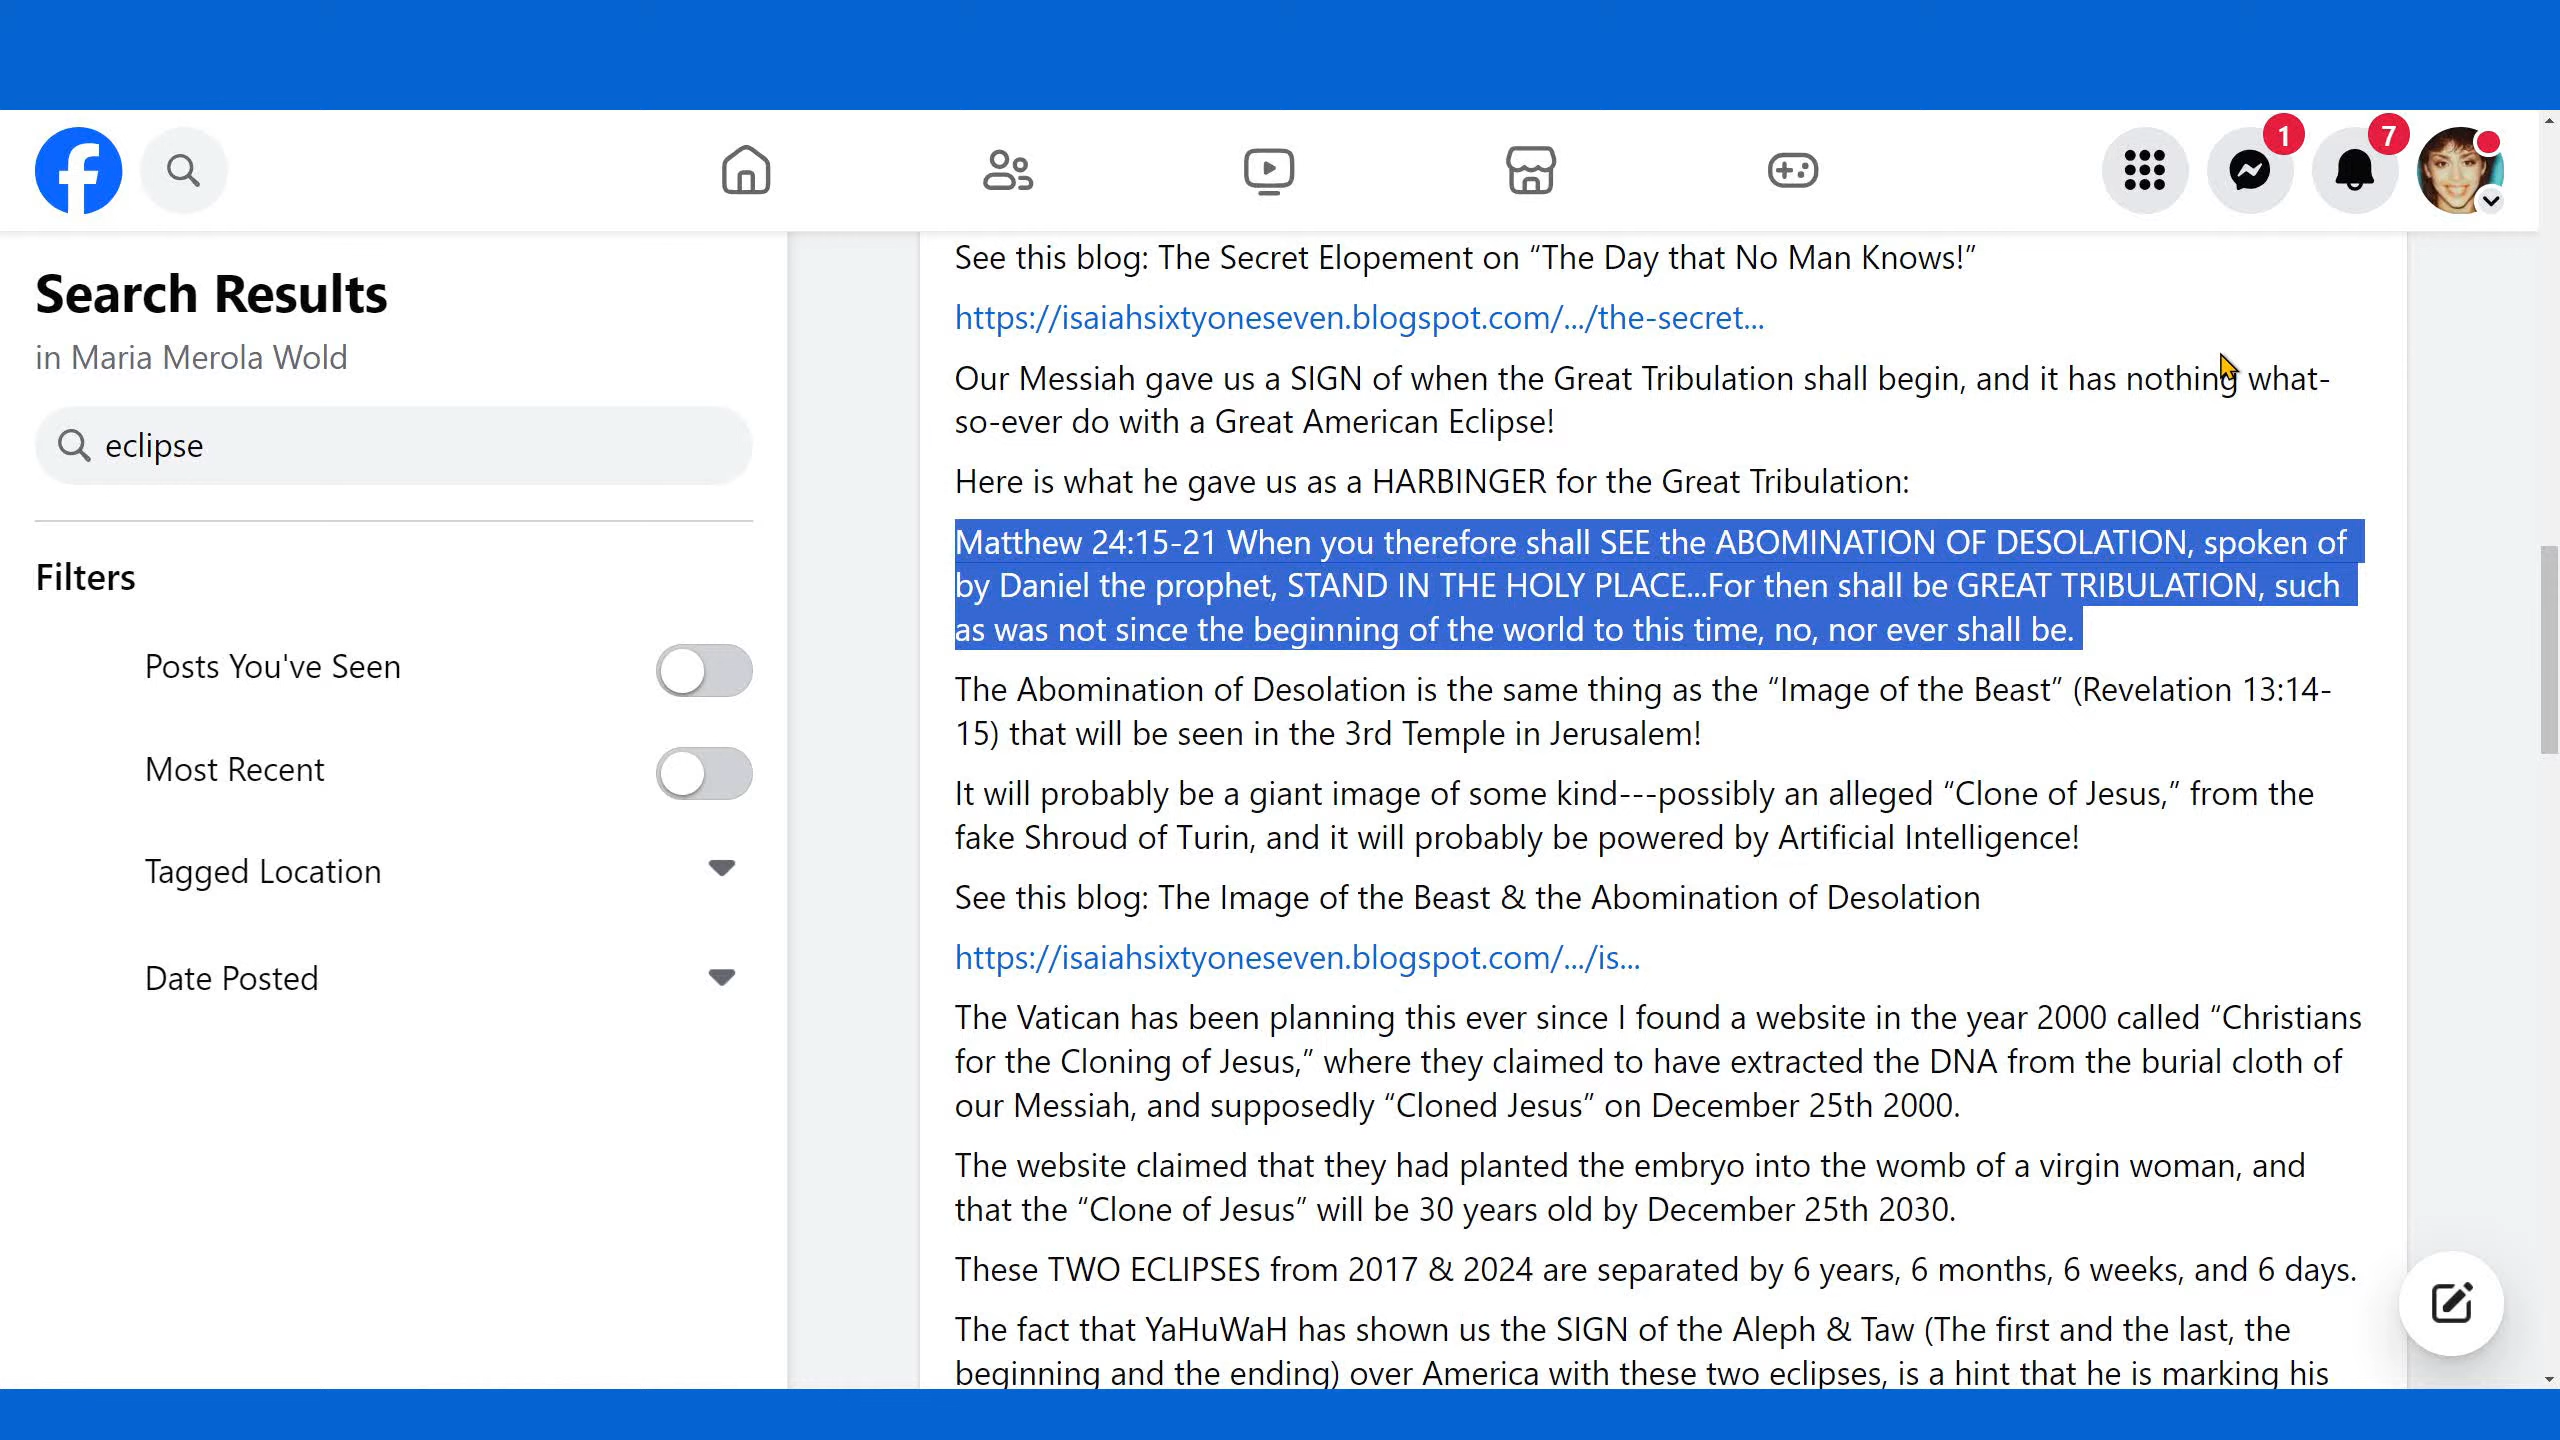 1
7
Search Results
in Maria Merola Wold
eclipse
Filters
Posts You've Seen
Most Recent
Tagged Location
Date Posted
See this blog: The Secret Elopement on “The Day that No Man Knows!”
https://isaiahsixtyoneseven.blogspot.com/.../the-secret...
Our Messiah gave us a SIGN of when the Great Tribulation shall begin, and it has nothing what-
so-ever do with a Great American Eclipse!
Here is what he gave us as a HARBINGER for the Great Tribulation:
Matthew 24:15-21 When you therefore shall SEE the ABOMINATION OF DESOLATION, spoken of
by Daniel the prophet, STAND IN THE HOLY PLACE...For then shall be GREAT TRIBULATION, such
as was not since the beginning of the world to this time, no, nor ever shall be.
The Abomination of Desolation is the same thing as the “Image of the Beast” (Revelation 13:14-
15) that will be seen in the 3rd Temple in Jerusalem!
It will probably be a giant image of some kind---possibly an alleged “Clone of Jesus,” from the
fake Shroud of Turin, and it will probably be powered by Artificial Intelligence!
See this blog: The Image of the Beast & the Abomination of Desolation
https://isaiahsixtyoneseven.blogspot.com/.../is...
The Vatican has been planning this ever since I found a website in the year 2000 called “Christians
for the Cloning of Jesus,” where they claimed to have extracted the DNA from the burial cloth of
our Messiah, and supposedly “Cloned Jesus” on December 25th 2000.
The website claimed that they had planted the embryo into the womb of a virgin woman, and
that the “Clone of Jesus” will be 30 years old by December 25th 2030.
These TWO ECLIPSES from 2017 & 2024 are separated by 6 years, 6 months, 6 weeks, and 6 days.
The fact that YaHuWaH has shown us the SIGN of the Aleph & Taw (The first and the last, the
beginning and the ending) over America with these two eclipses, is a hint that he is marking his